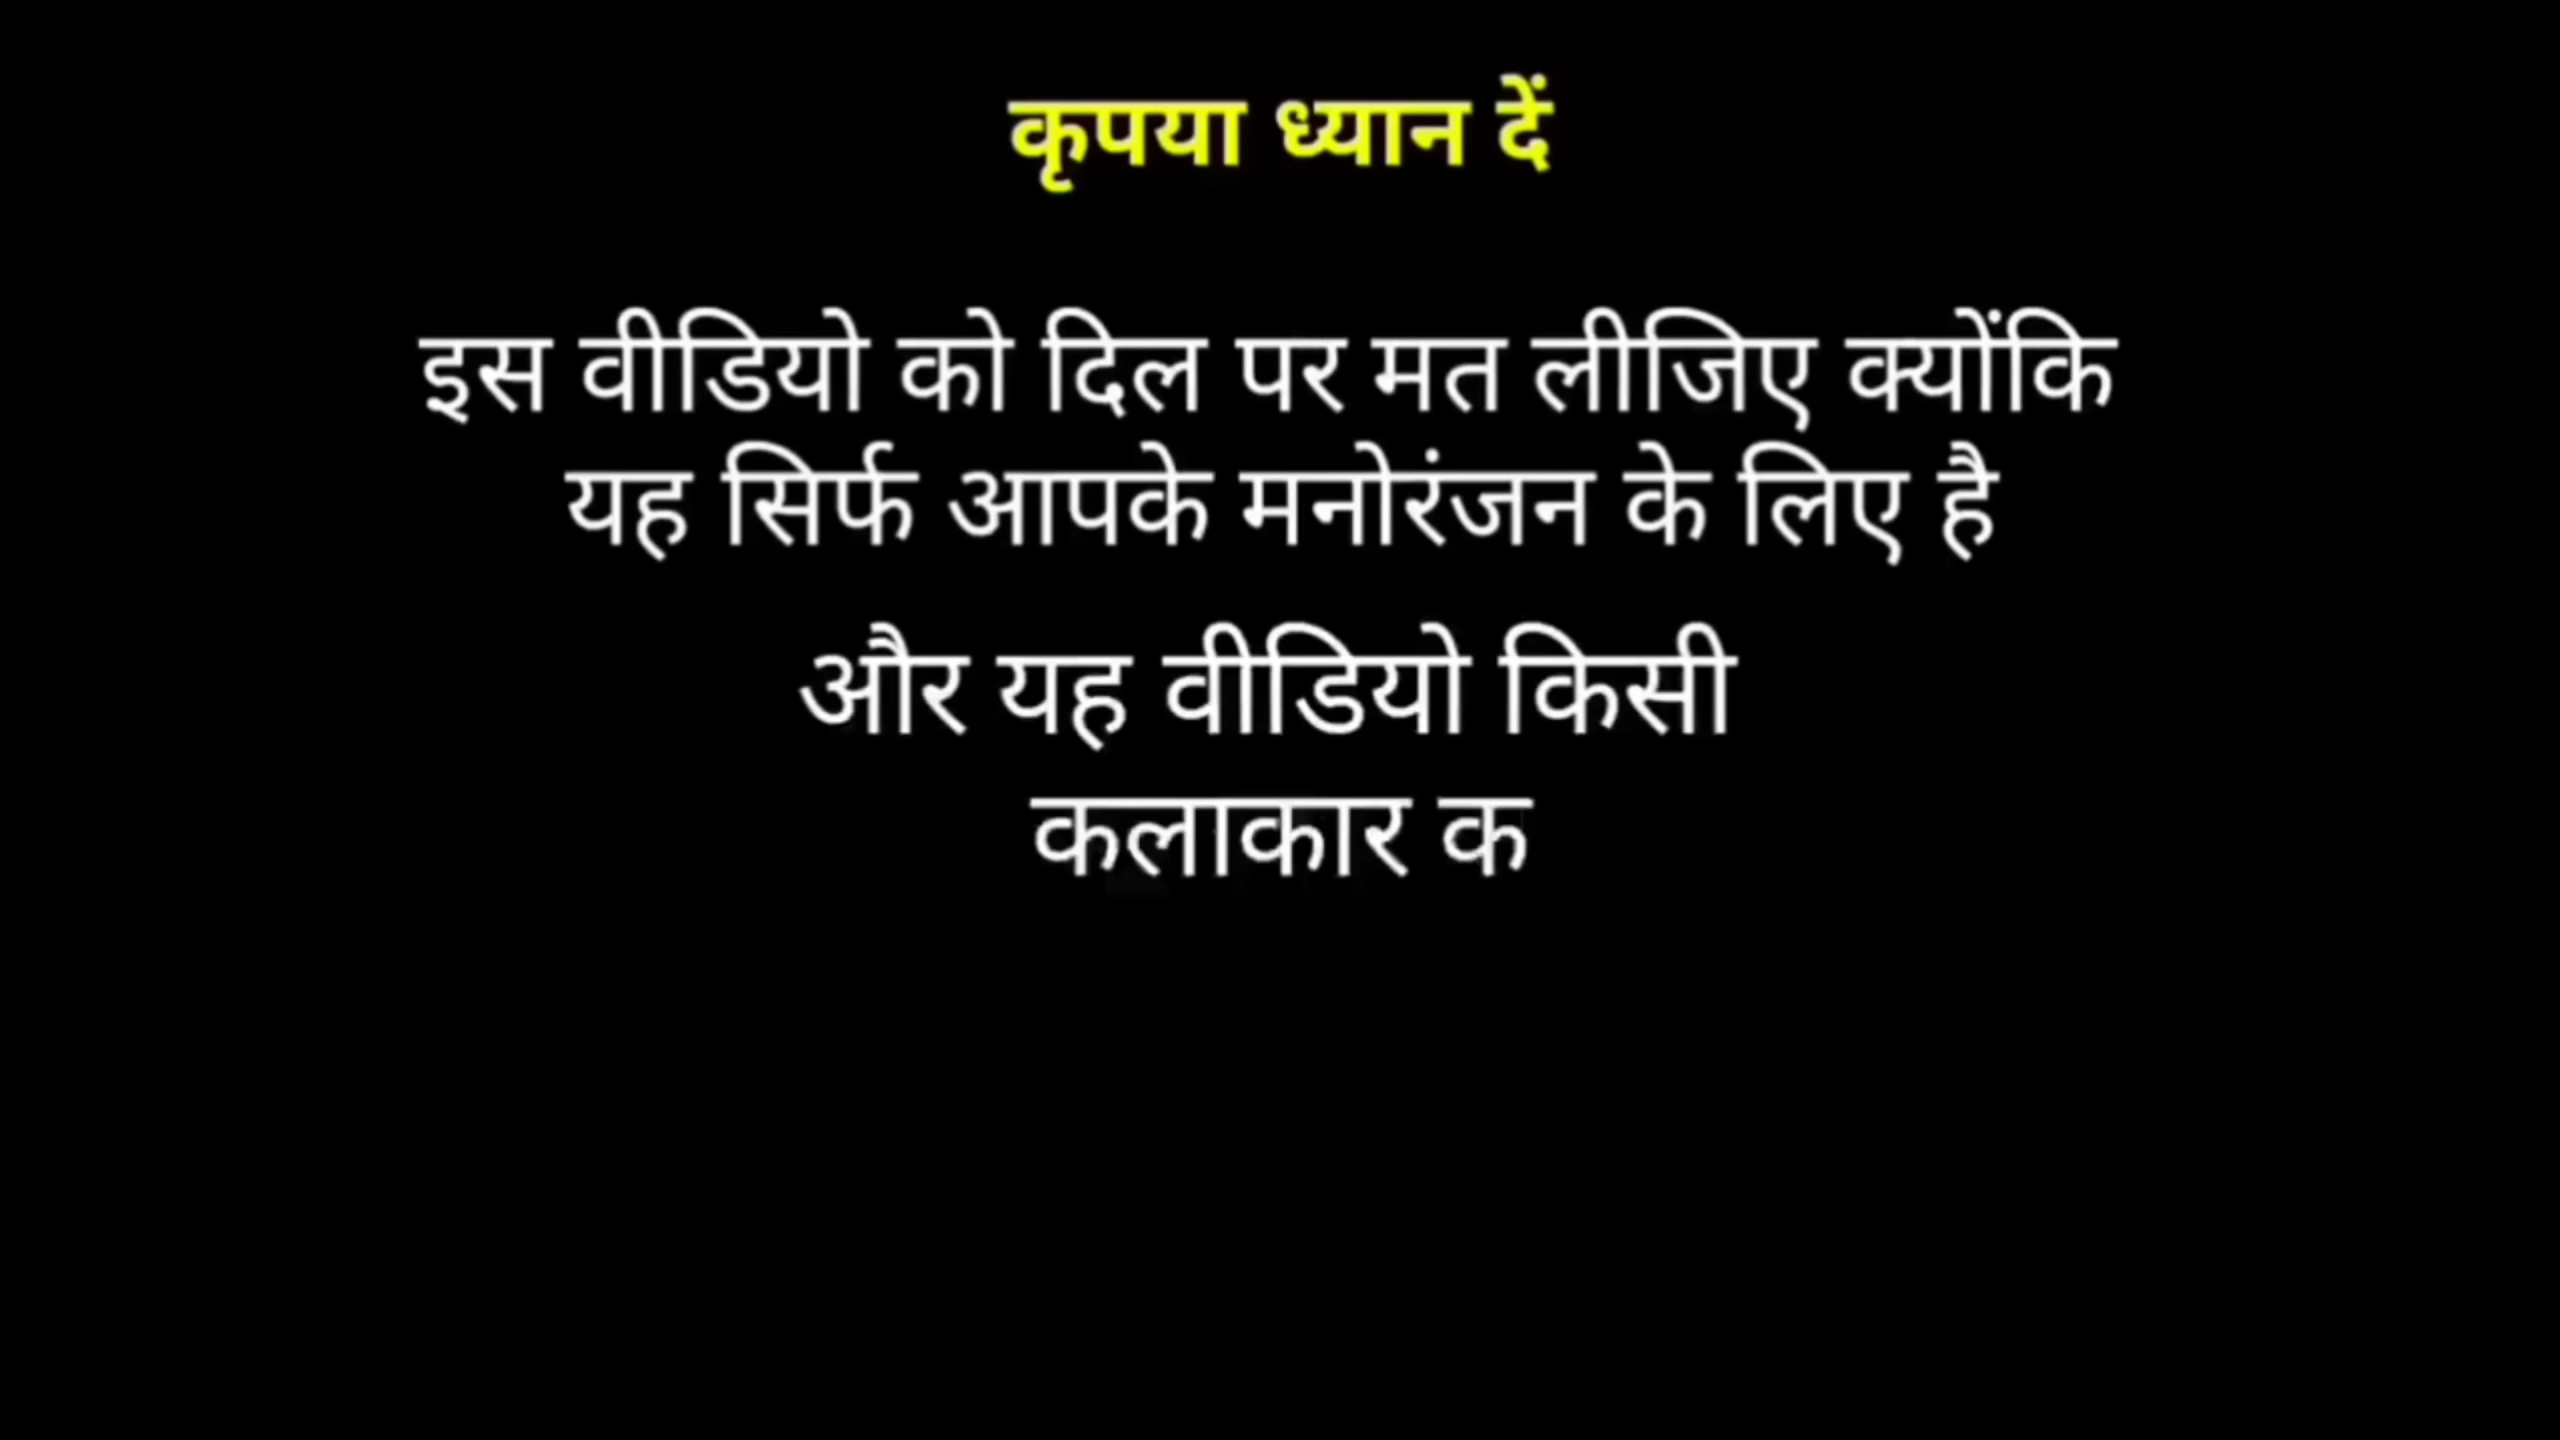 कृपया ध्यान दें
इस वीडियो को दिल पर मत लीजिए क्योंकि
यह सिर्फ आपके मनोरंजन के लिए है
और यह वीडियो किसी
कलाकार क